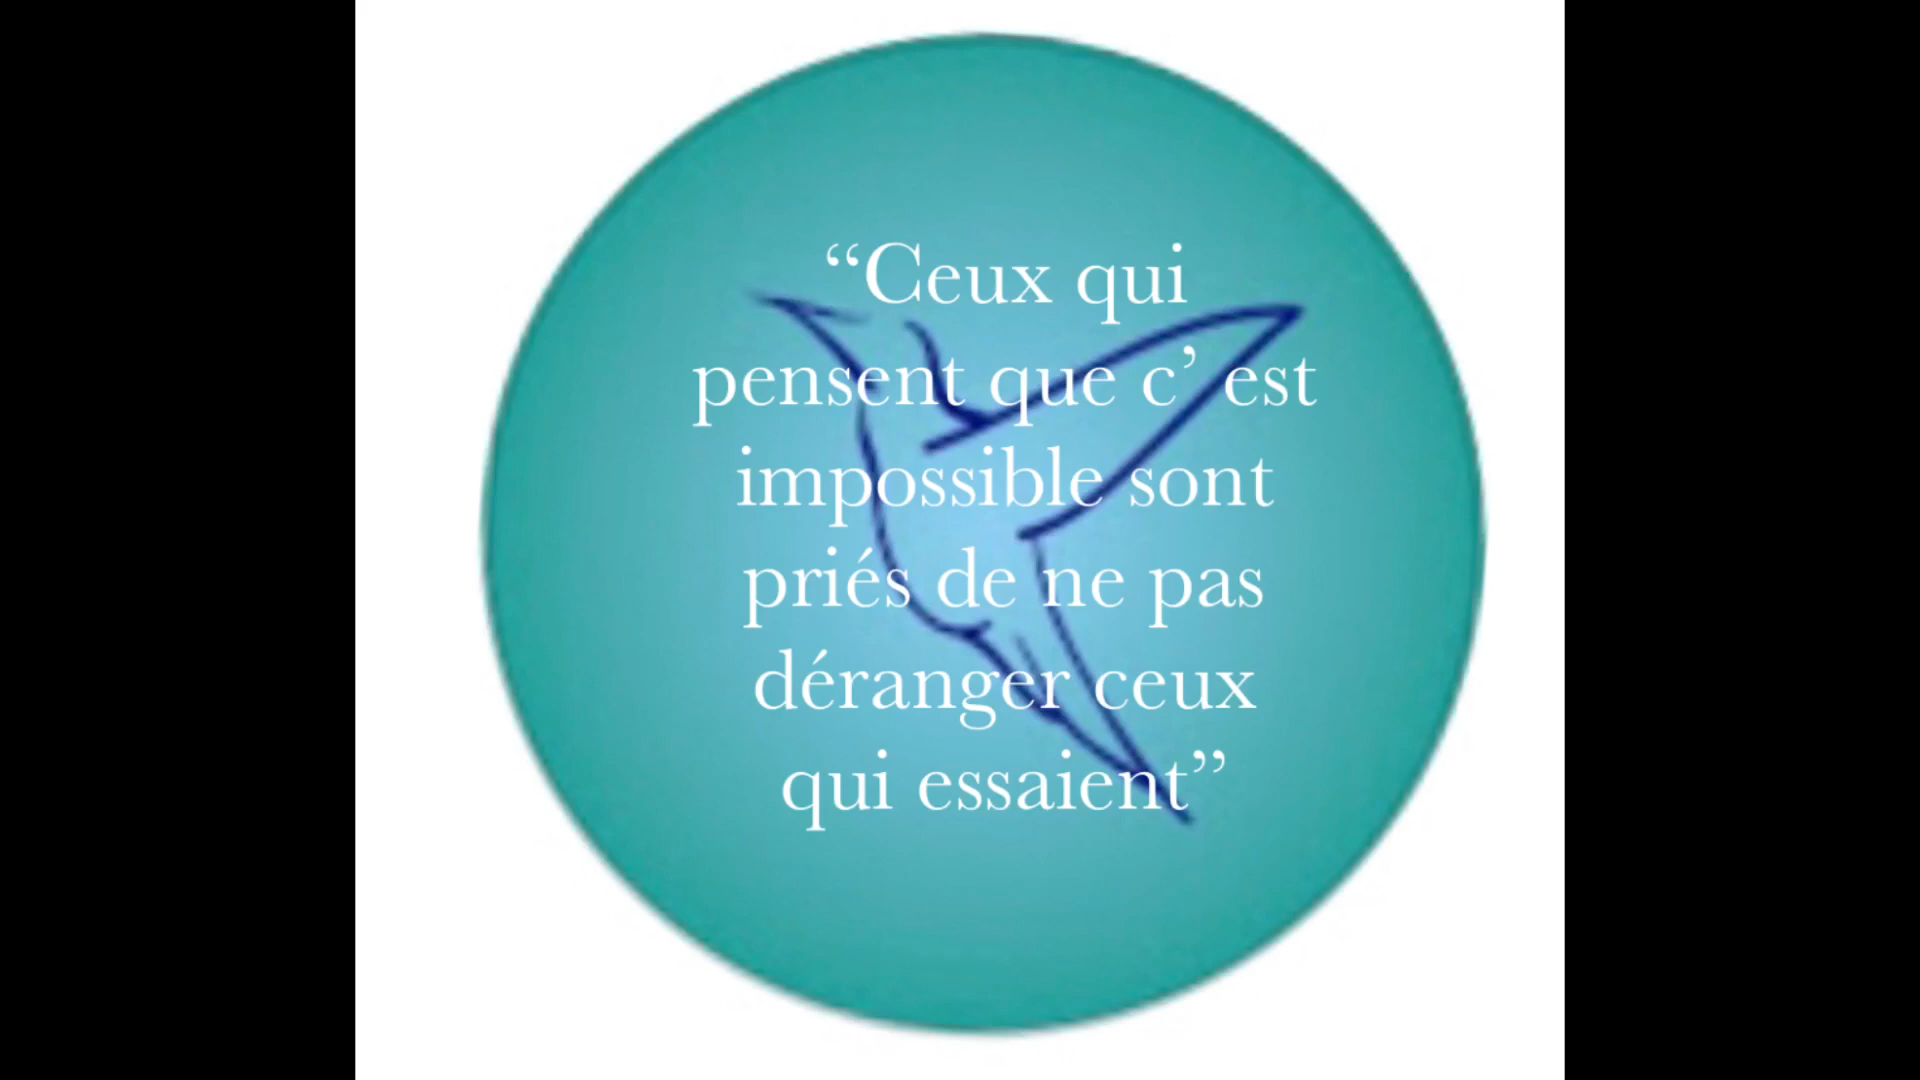 “Ceux qui
pensent que c’ est
impossible sont
priés de ne pas
déranger ceux
qui essaient”